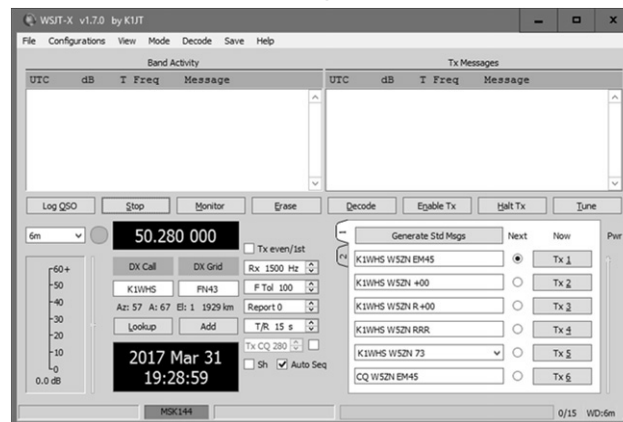 WSJT-X v1.7.0 by K1JT
File Configurations View Mode Decode Save Help
Band Activity Tx Messages
UTC dB T Freq Message UTC dB T Freq Message
Log QSO Stop Monitor Erase Decode Enable Tx Halt Tx Tune
6m 50.280 000 Tx even/1st 1 Generate Std Msgs Next Now Pwr
2
DX Call DX Grid Rx 1500 Hz K1WHS W5ZN EM45 Tx 1
K1WHS FN43 F Tol 100 K1WHS W5ZN +00 Tx 2
Az: 57 A: 67 El: 1 1929 km Report 0 K1WHS W5ZN R+00 Tx 3
Lookup Add T/R 15 s K1WHS W5ZN RRR Tx 4
Tx CQ 280
2017 Mar 31 Sh Auto Seq K1WHS W5ZN 73 Tx 5
19:28:59 CQ W5ZN EM45 Tx 6
60+
50
40
30
20
10
0
0.0 dB
MSK144 0/15 WD:6m